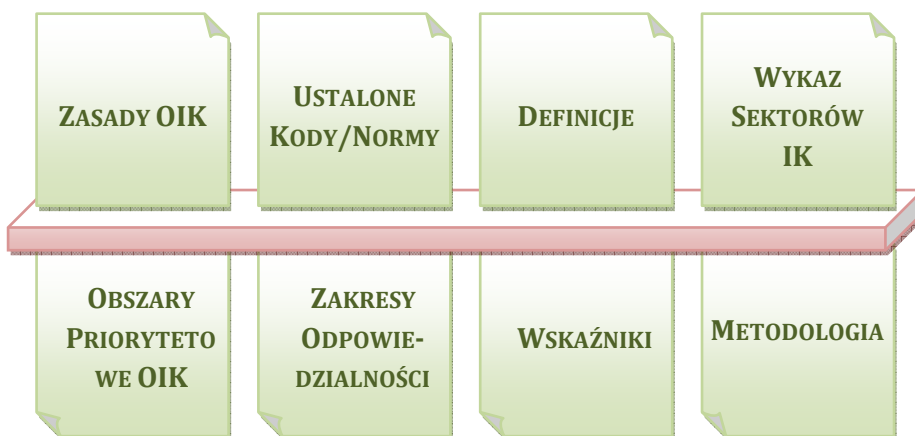 ZASADY OIK
USTALONE
KODY/NORMY
DEFINICJE
WYKAZ
SEKTORÓW
IK
OBSZARY
PRIORYTETO
WE OIK
ZAKRESY
ODPOWIE-
DZIALNOŚCI
WSKAŹNIKI
METODOLOGIA